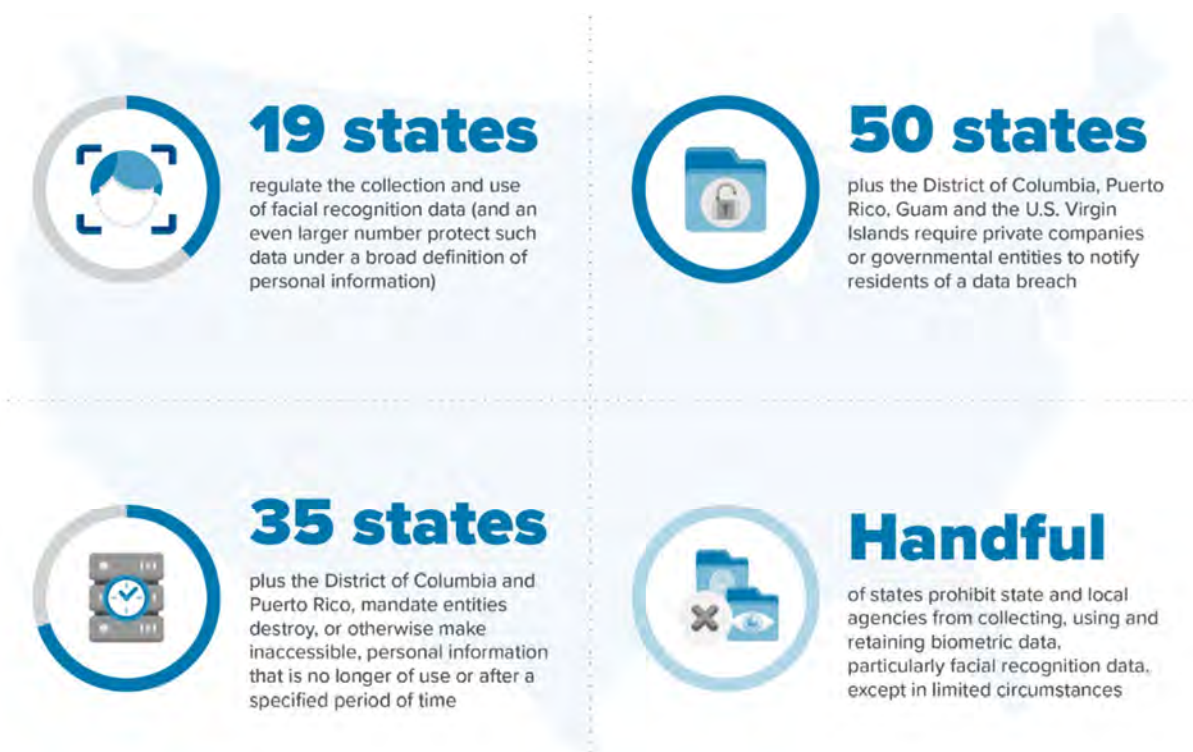 19 states
regulate the collection and use
of facial recognition data (and an
even larger number protect such
data under a broad definition of
personal information)
50 states
plus the District of Columbia, Puerto
Rico, Guam and the U.S. Virgin
Islands require private companies
or governmental entities to notify
residents of a data breach
35 states
plus the District of Columbia and
Puerto Rico, mandate entities
destroy, or otherwise make
inaccessible, personal information
that is no longer of use or after a
specified period of time
Handful
of states prohibit state and local
agencies from collecting, using and
retaining biometric data,
particularly facial recognition data,
except in limited circumstances